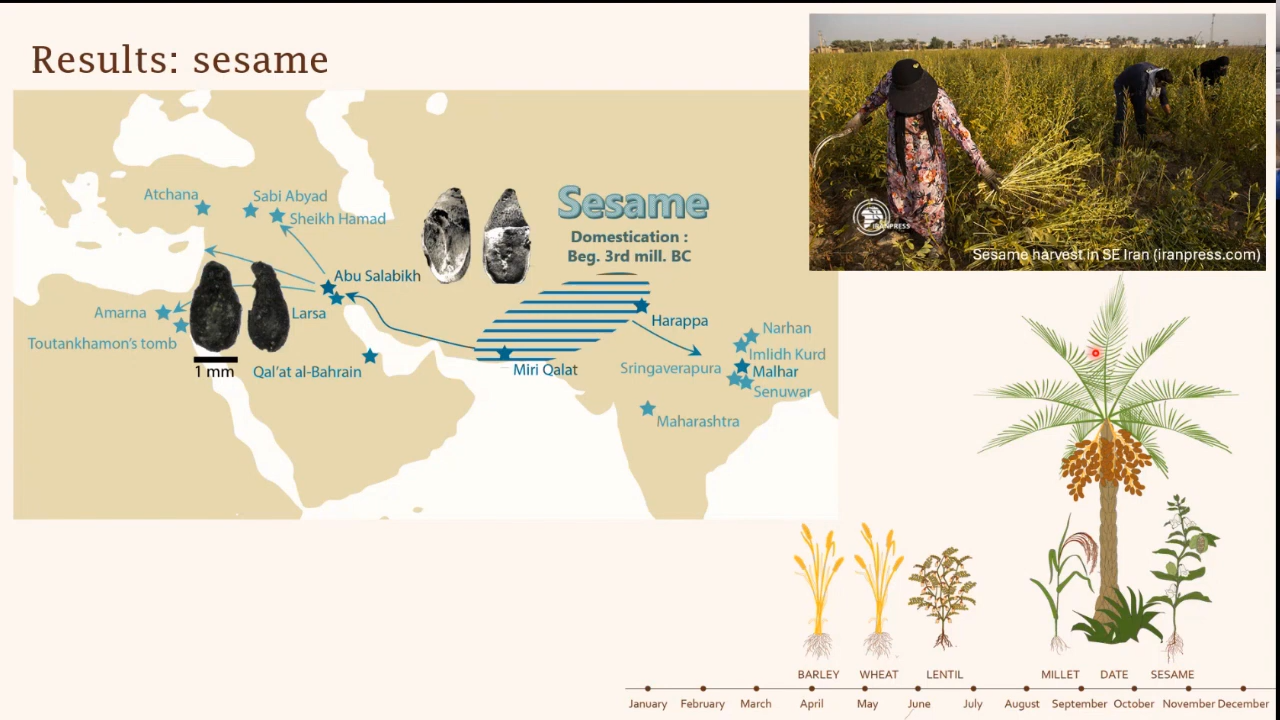 Results: sesame
Atchana
Sabi Abyad
Sheikh Hamad
Sesame
Domestication :
Beg. 3rd mill. BC
Abu Salabikh
Amarna
Larsa
Toutankhamon's tomb
1 mm
Qal'at al-Bahrain
Miri Qalat
Harappa
Narhan
Imlidh Kurd
Sringaverapura
Malhar
Senuwar
Maharashtra
IRANPRESS
Sesame harvest in SE Iran (iranpress.com)
BARLEY WHEAT LENTIL MILLET DATE SESAME
January February March April May June July August September October November December